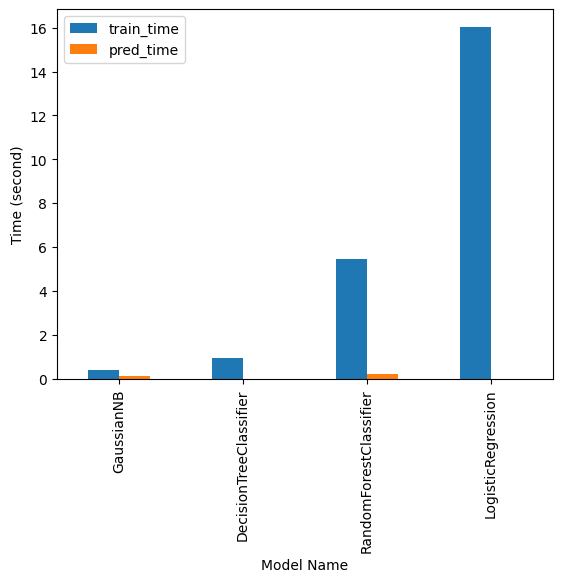 train_time
pred_time
16
14
12
10
8
6
4
2
0
Time (second)
GaussianNB
DecisionTreeClassifier
RandomForestClassifier
LogisticRegression
Model Name